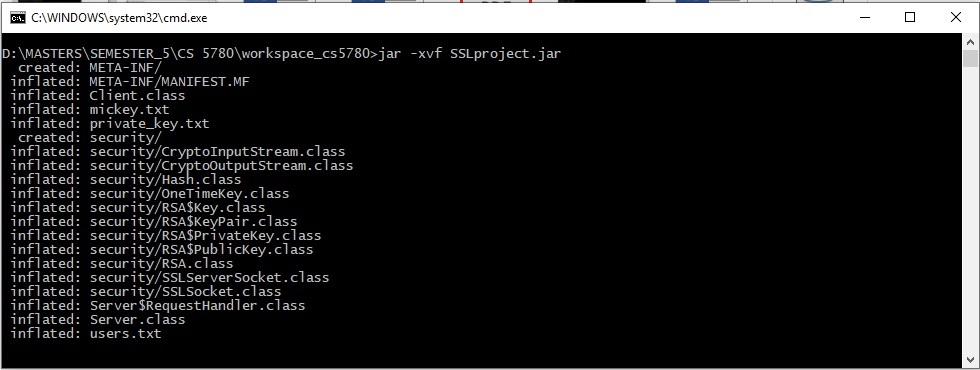 C:\WINDOWS\system32\cmd.exe
D:\MASTERS\SEMESTER_5\CS 5780\workspace_cs5780>jar -xvf SSLproject.jar
created: META-INF/
inflated: META-INF/MANIFEST.MF
inflated: Client.class
inflated: mickey.txt
inflated: private_key.txt
created: security/
inflated: security/CryptoInputStream.class
inflated: security/CryptoOutputStream.class
inflated: security/Hash.class
inflated: security/OneTimeKey.class
inflated: security/RSA$Key.class
inflated: security/RSA$KeyPair.class
inflated: security/RSA$PrivateKey.class
inflated: security/RSA$PublicKey.class
inflated: security/RSA.class
inflated: security/SSLServerSocket.class
inflated: security/SSLSocket.class
inflated: Server$RequestHandler.class
inflated: Server.class
inflated: users.txt